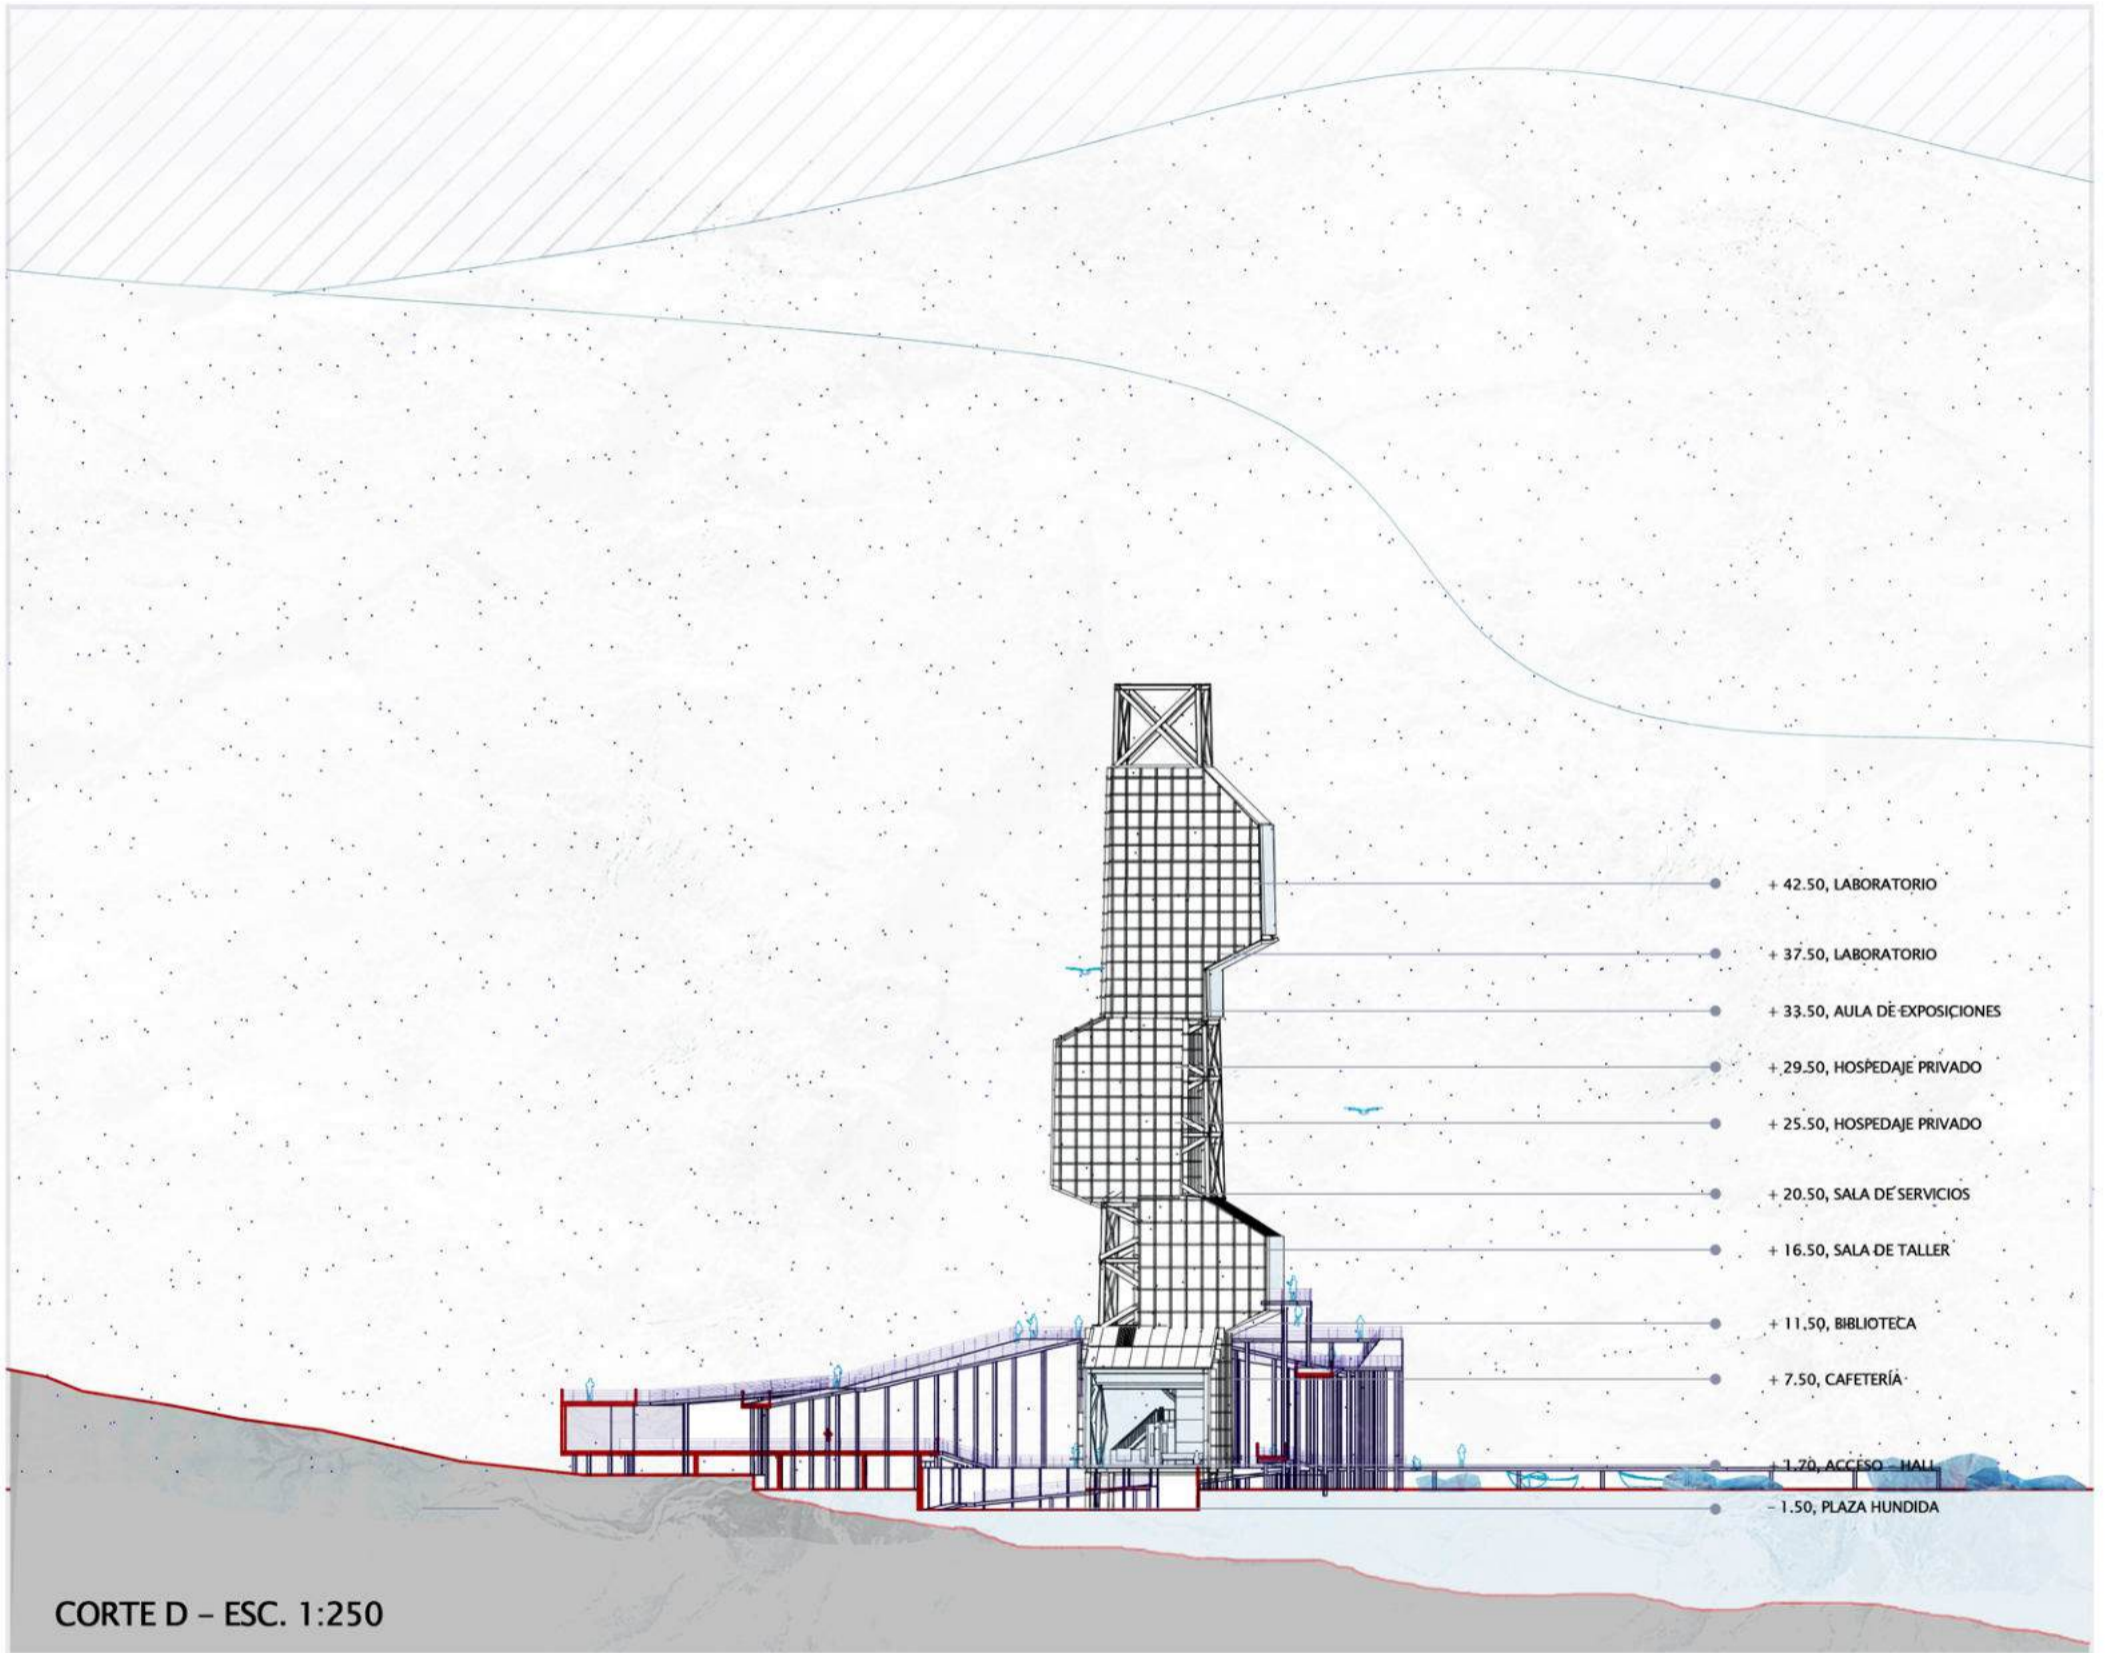 + 42.50, LABORATORIO
+ 37.50, LABORATORIO
+ 33.50, AULA DE EXPOSICIONES
+ 29.50, HOSPEDAJE PRIVADO
+ 25.50, HOSPEDAJE PRIVADO
+ 20.50, SALA DE SERVICIOS
+ 16.50, SALA DE TALLER
+ 11.50, BIBLIOTECA
+ 7.50, CAFETERÍA
+ 1.70, ACCESO - HALL
- 1.50, PLAZA HUNDIDA
CORTE D – ESC. 1:250